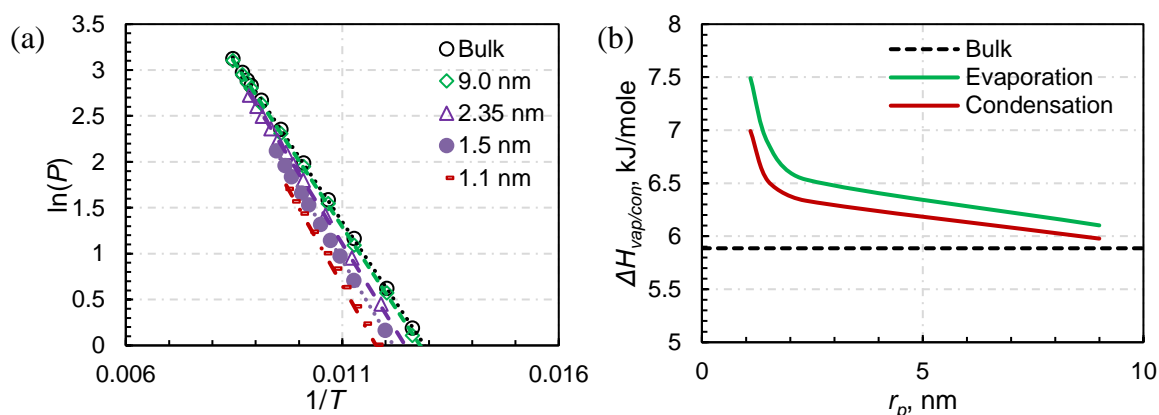 (a)
ln(P)
3.5
3
2.5
2
1.5
1
0.5
0
0.006
0.011
0.016
1/T
Bulk
9.0 nm
2.35 nm
1.5 nm
1.1 nm
(b)
ΔHvap/con, kJ/mole
8
7.5
7
6.5
6
5.5
5
0
5
10
rp, nm
Bulk
Evaporation
Condensation